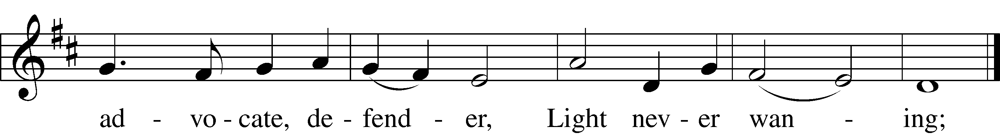 ad - vo - cate, de - fend - er, Light nev - er wan - ing;